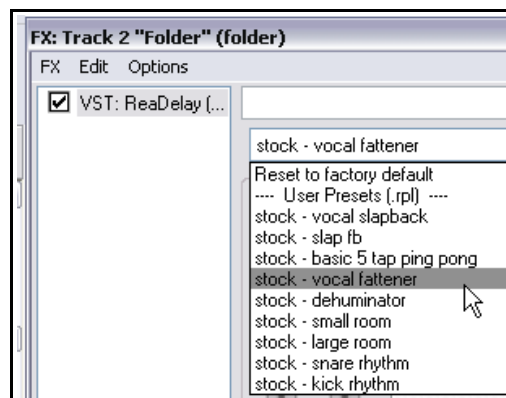 FX: Track 2 "Folder" (folder)
FX Edit Options
VST: ReaDelay (...
stock - vocal fattener
Reset to factory default
---- User Presets (.rpl) ----
stock - vocal slapback
stock - slap fb
stock - basic 5 tap ping pong
stock - vocal fattener
stock - dehuminator
stock - small room
stock - large room
stock - snare rhythm
stock - kick rhythm